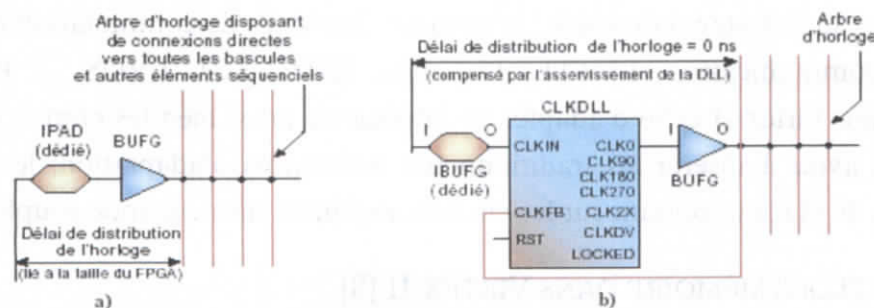 Arbre d'horloge disposant
de connexions directes
vers toutes les bascules
et autres éléments séquenciels
IPAD
(dédié)
BUFG
Délai de distribution
de l'horloge
(lié à la taille du FPGA)
a)
Arbre
d'horloge
Délai de distribution de l'horloge = 0 ns
(compensé par l'asservissement de la DLL)
CLKDLL
I
O
IBUFG
(dédié)
CLKIN
CLKFB
RST
CLK0
CLK90
CLK180
CLK270
CLK2X
CLKDV
LOCKED
I
O
BUFG
b)